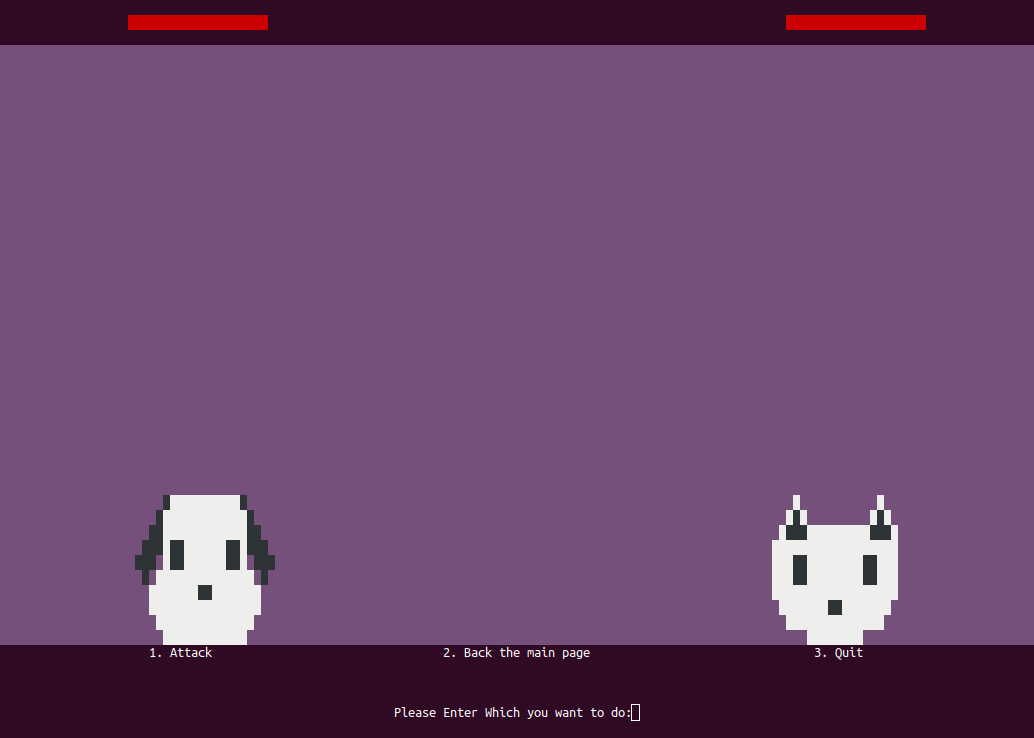 1. Attack
2. Back the main page
3. Quit
Please Enter Which you want to do: